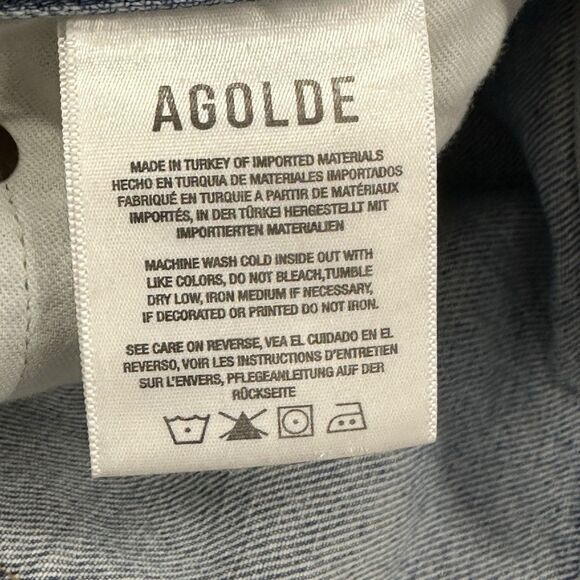 AGOLDE
MADE IN TURKEY OF IMPORTED MATERIALS
HECHO EN TURQUIA DE MATERIALES IMPORTADOS
FABRIQUÉ EN TURQUIE A PARTIR DE MATÉRIAUX
IMPORTÉS, IN DER TÜRKEI HERGESTELLT MIT
IMPORTIERTEN MATERIALIEN
MACHINE WASH COLD INSIDE OUT WITH
LIKE COLORS, DO NOT BLEACH,TUMBLE
DRY LOW, IRON MEDIUM IF NECESSARY,
IF DECORATED OR PRINTED DO NOT IRON.
SEE CARE ON REVERSE, VEA EL CUIDADO EN EL
REVERSO, VOIR LES INSTRUCTIONS D'ENTRETIEN
SUR L'ENVERS, PFLEGEANLEITUNG AUF DER
RÜCKSEITE